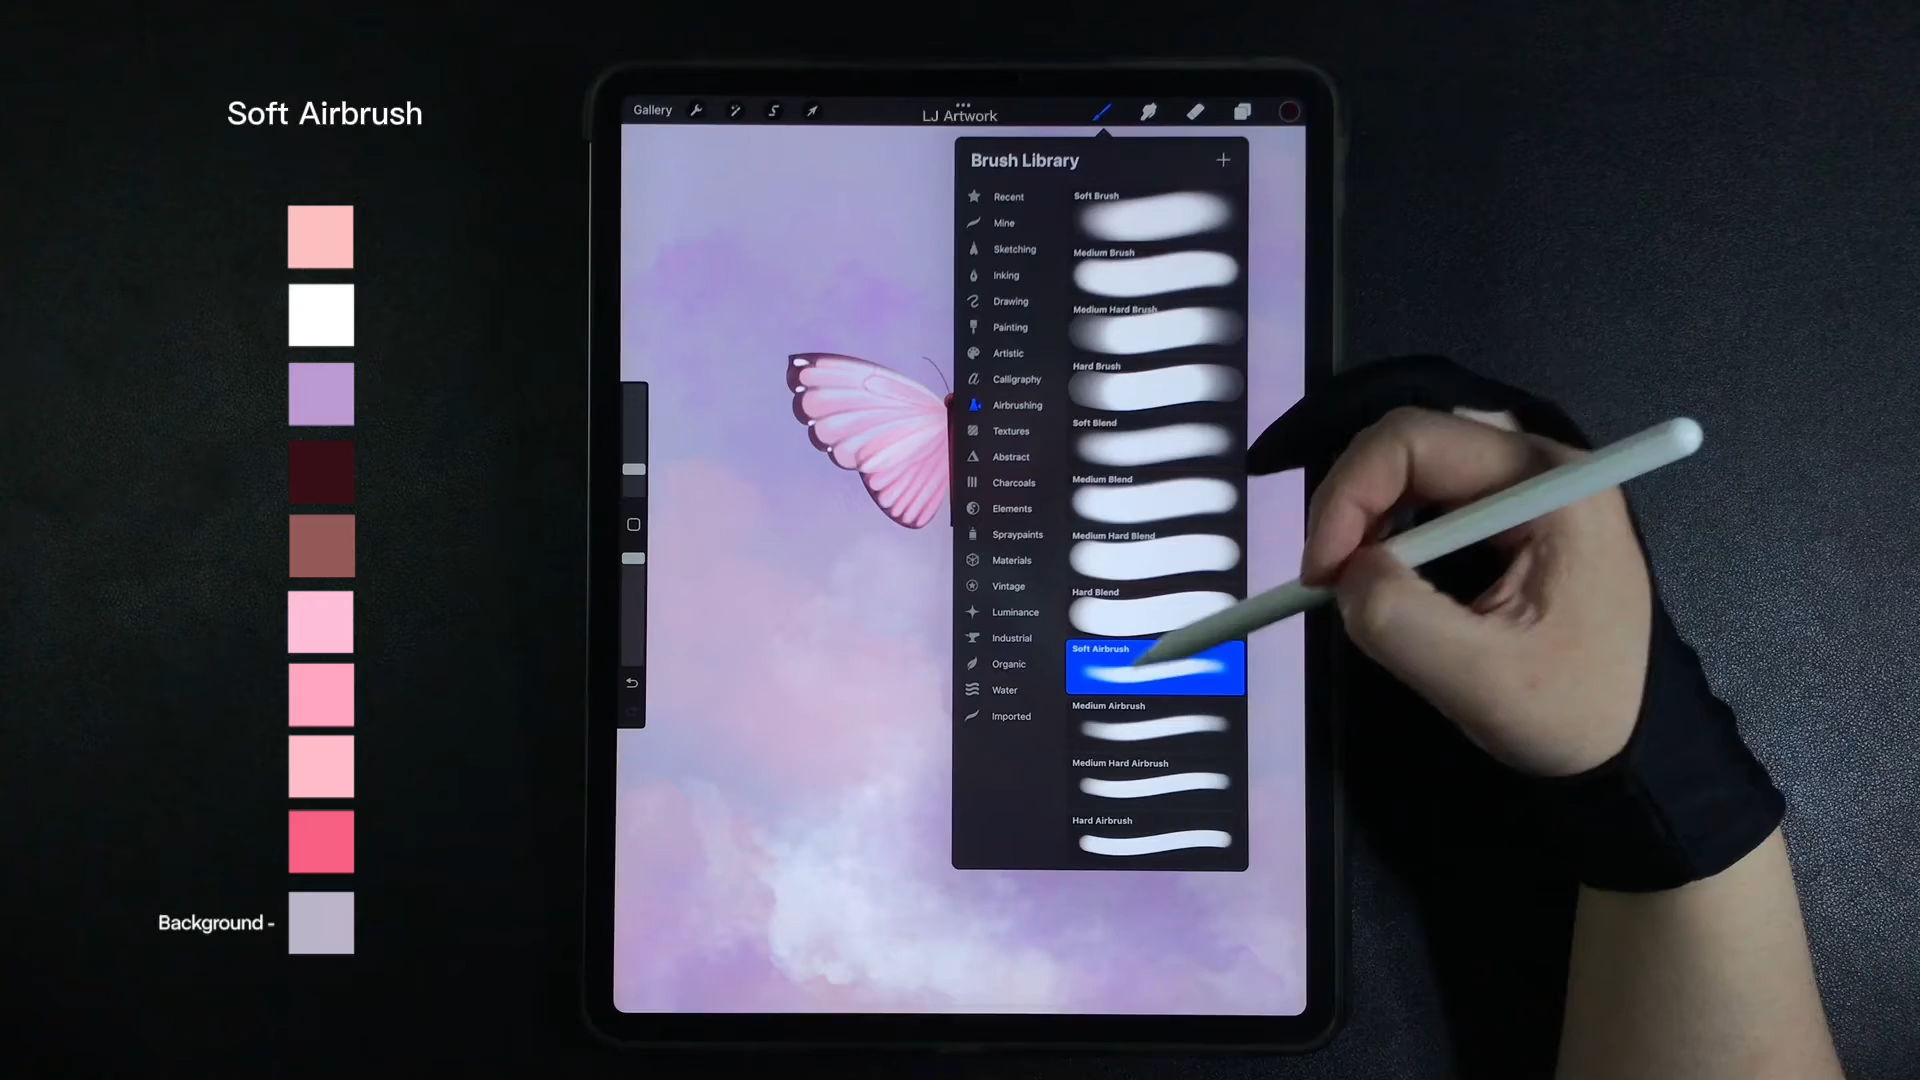 Soft Airbrush
Background -
Gallery
LJ Artwork
Brush Library
Recent
Mine
Sketching
Inking
Drawing
Painting
Artistic
Calligraphy
Airbrushing
Textures
Abstract
Charcoals
Elements
Spraypaints
Materials
Vintage
Luminance
Industrial
Organic
Water
Imported
Soft Brush
Medium Brush
Medium Hard Brush
Hard Brush
Soft Blend
Medium Blend
Medium Hard Blend
Hard Blend
Soft Airbrush
Medium Airbrush
Medium Hard Airbrush
Hard Airbrush